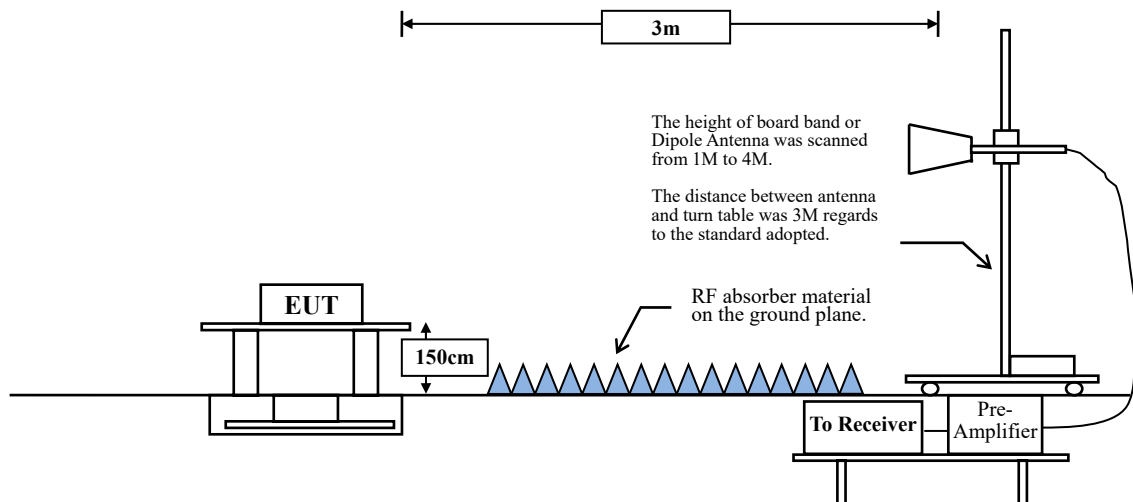 3m
The height of board band or
Dipole Antenna was scanned
from 1M to 4M.
The distance between antenna
and turn table was 3M regards
to the standard adopted.
RF absorber material
on the ground plane.
EUT
150cm
To Receiver
Pre-
Amplifier